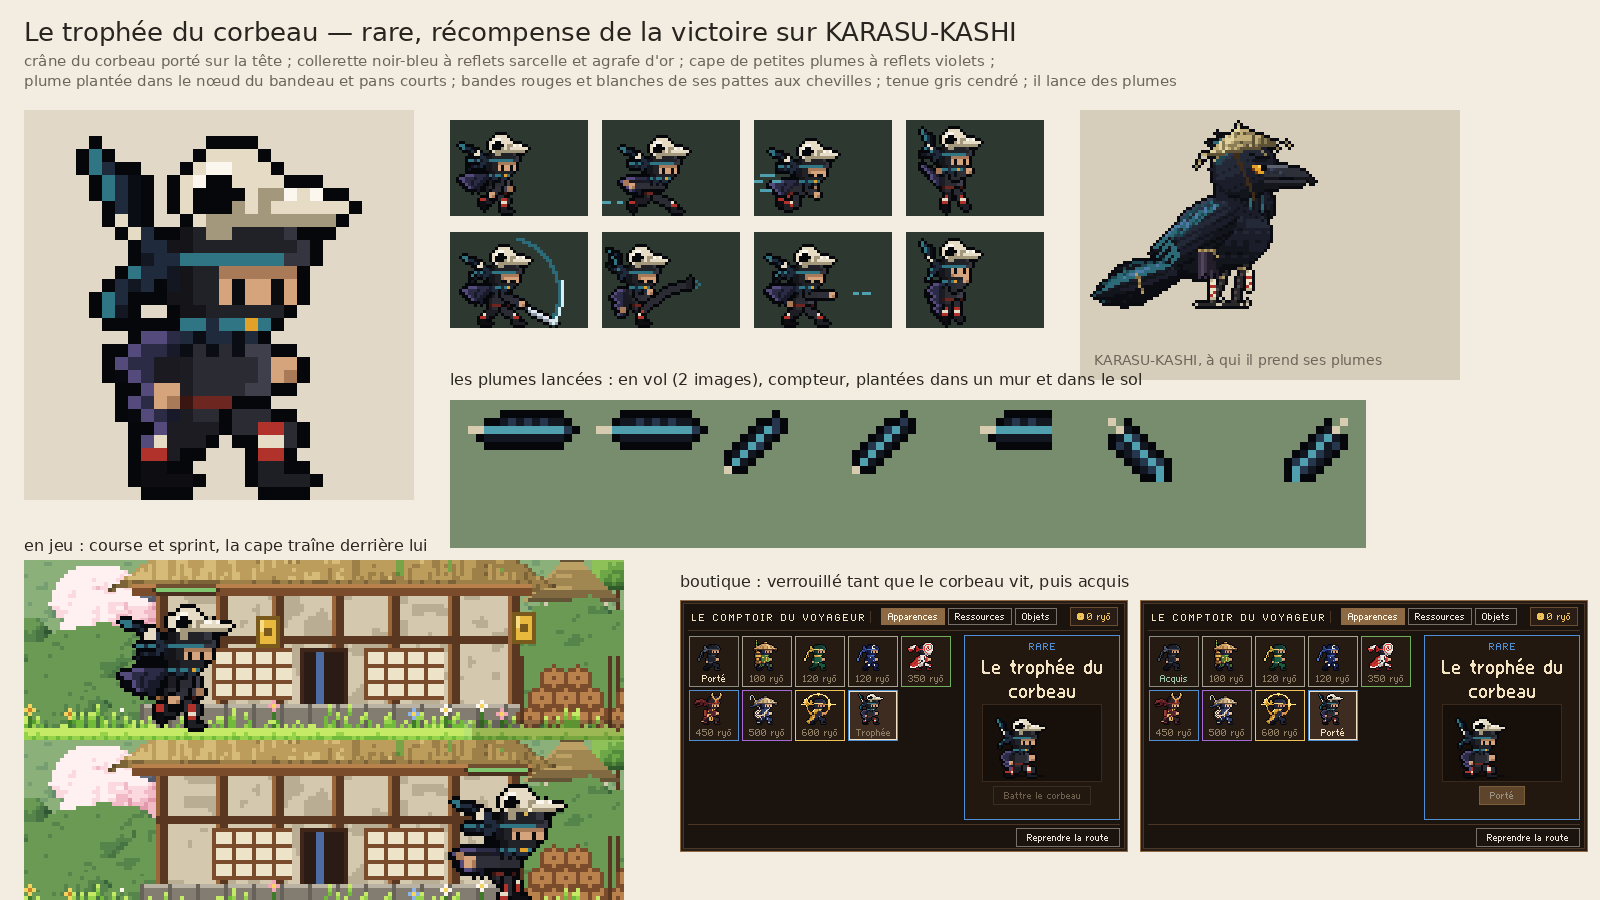 Le trophée du corbeau — rare, récompense de la victoire sur KARASU-KASHI
crâne du corbeau porté sur la tête ; collerette noir-bleu à reflets sarcelle et agrafe d'or ; cape de petites plumes à reflets violets ;
plume plantée dans le nœud du bandeau et pans courts ; bandes rouges et blanches de ses pattes aux chevilles ; tenue gris cendré ; il lance des plumes
KARASU-KASHI, à qui il prend ses plumes
les plumes lancées : en vol (2 images), compteur, plantées dans un mur et dans le sol
en jeu : course et sprint, la cape traîne derrière lui
boutique : verrouillé tant que le corbeau vit, puis acquis
LE COMPTOIR DU VOYAGEUR Apparences Ressources Objets 0 ryō
Porté 100 ryō 120 ryō 120 ryō 350 ryō
450 ryō 500 ryō 600 ryō Trophée
RARE
Le trophée du
corbeau
Battre le corbeau
Reprendre la route
LE COMPTOIR DU VOYAGEUR Apparences Ressources Objets 0 ryō
Acquis 100 ryō 120 ryō 120 ryō 350 ryō
450 ryō 500 ryō 600 ryō Porté
RARE
Le trophée du
corbeau
Porté
Reprendre la route